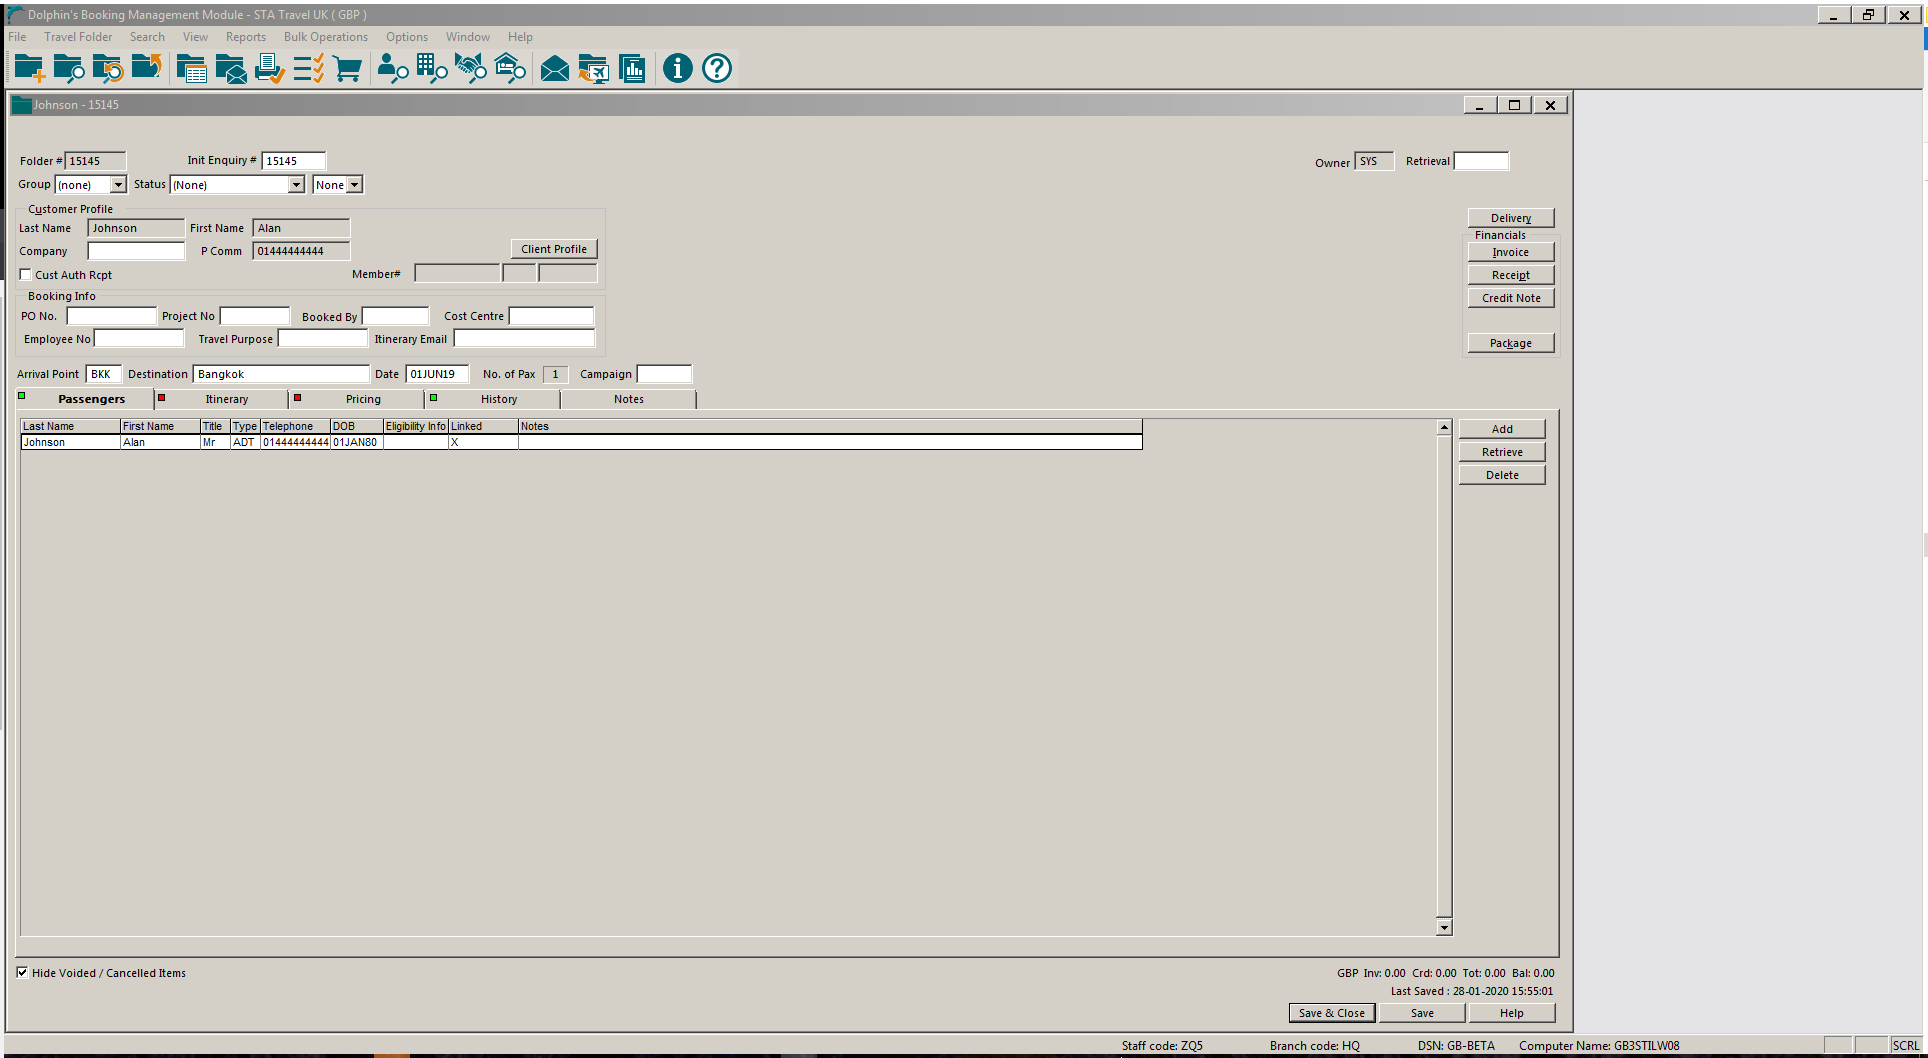 Dolphin's Booking Management Module - STA Travel UK ( GBP )
File Travel Folder Search View Reports Bulk Operations Options Window Help
Johnson - 15145
Folder # 15145 Init Enquiry # 15145 Owner SYS Retrieval
Group (none) Status (None) None
Customer Profile
Last Name Johnson First Name Alan
Company P Comm 01444444444 Client Profile
Cust Auth Rcpt Member#
Delivery
Financials
Invoice
Receipt
Credit Note
Package
Booking Info
PO No. Project No Booked By Cost Centre
Employee No Travel Purpose Itinerary Email
Arrival Point BKK Destination Bangkok Date 01JUN19 No. of Pax 1 Campaign
Passengers Itinerary Pricing History Notes
Last Name First Name Title Type Telephone DOB Eligibility Info Linked Notes
Johnson Alan Mr ADT 01444444444 01JAN80 X
Add
Retrieve
Delete
Hide Voided / Cancelled Items
GBP Inv: 0.00 Crd: 0.00 Tot: 0.00 Bal: 0.00
Last Saved : 28-01-2020 15:55:01
Save & Close Save Help
Staff code: ZQ5 Branch code: HQ DSN: GB-BETA Computer Name: GB3STILW08 SCRL